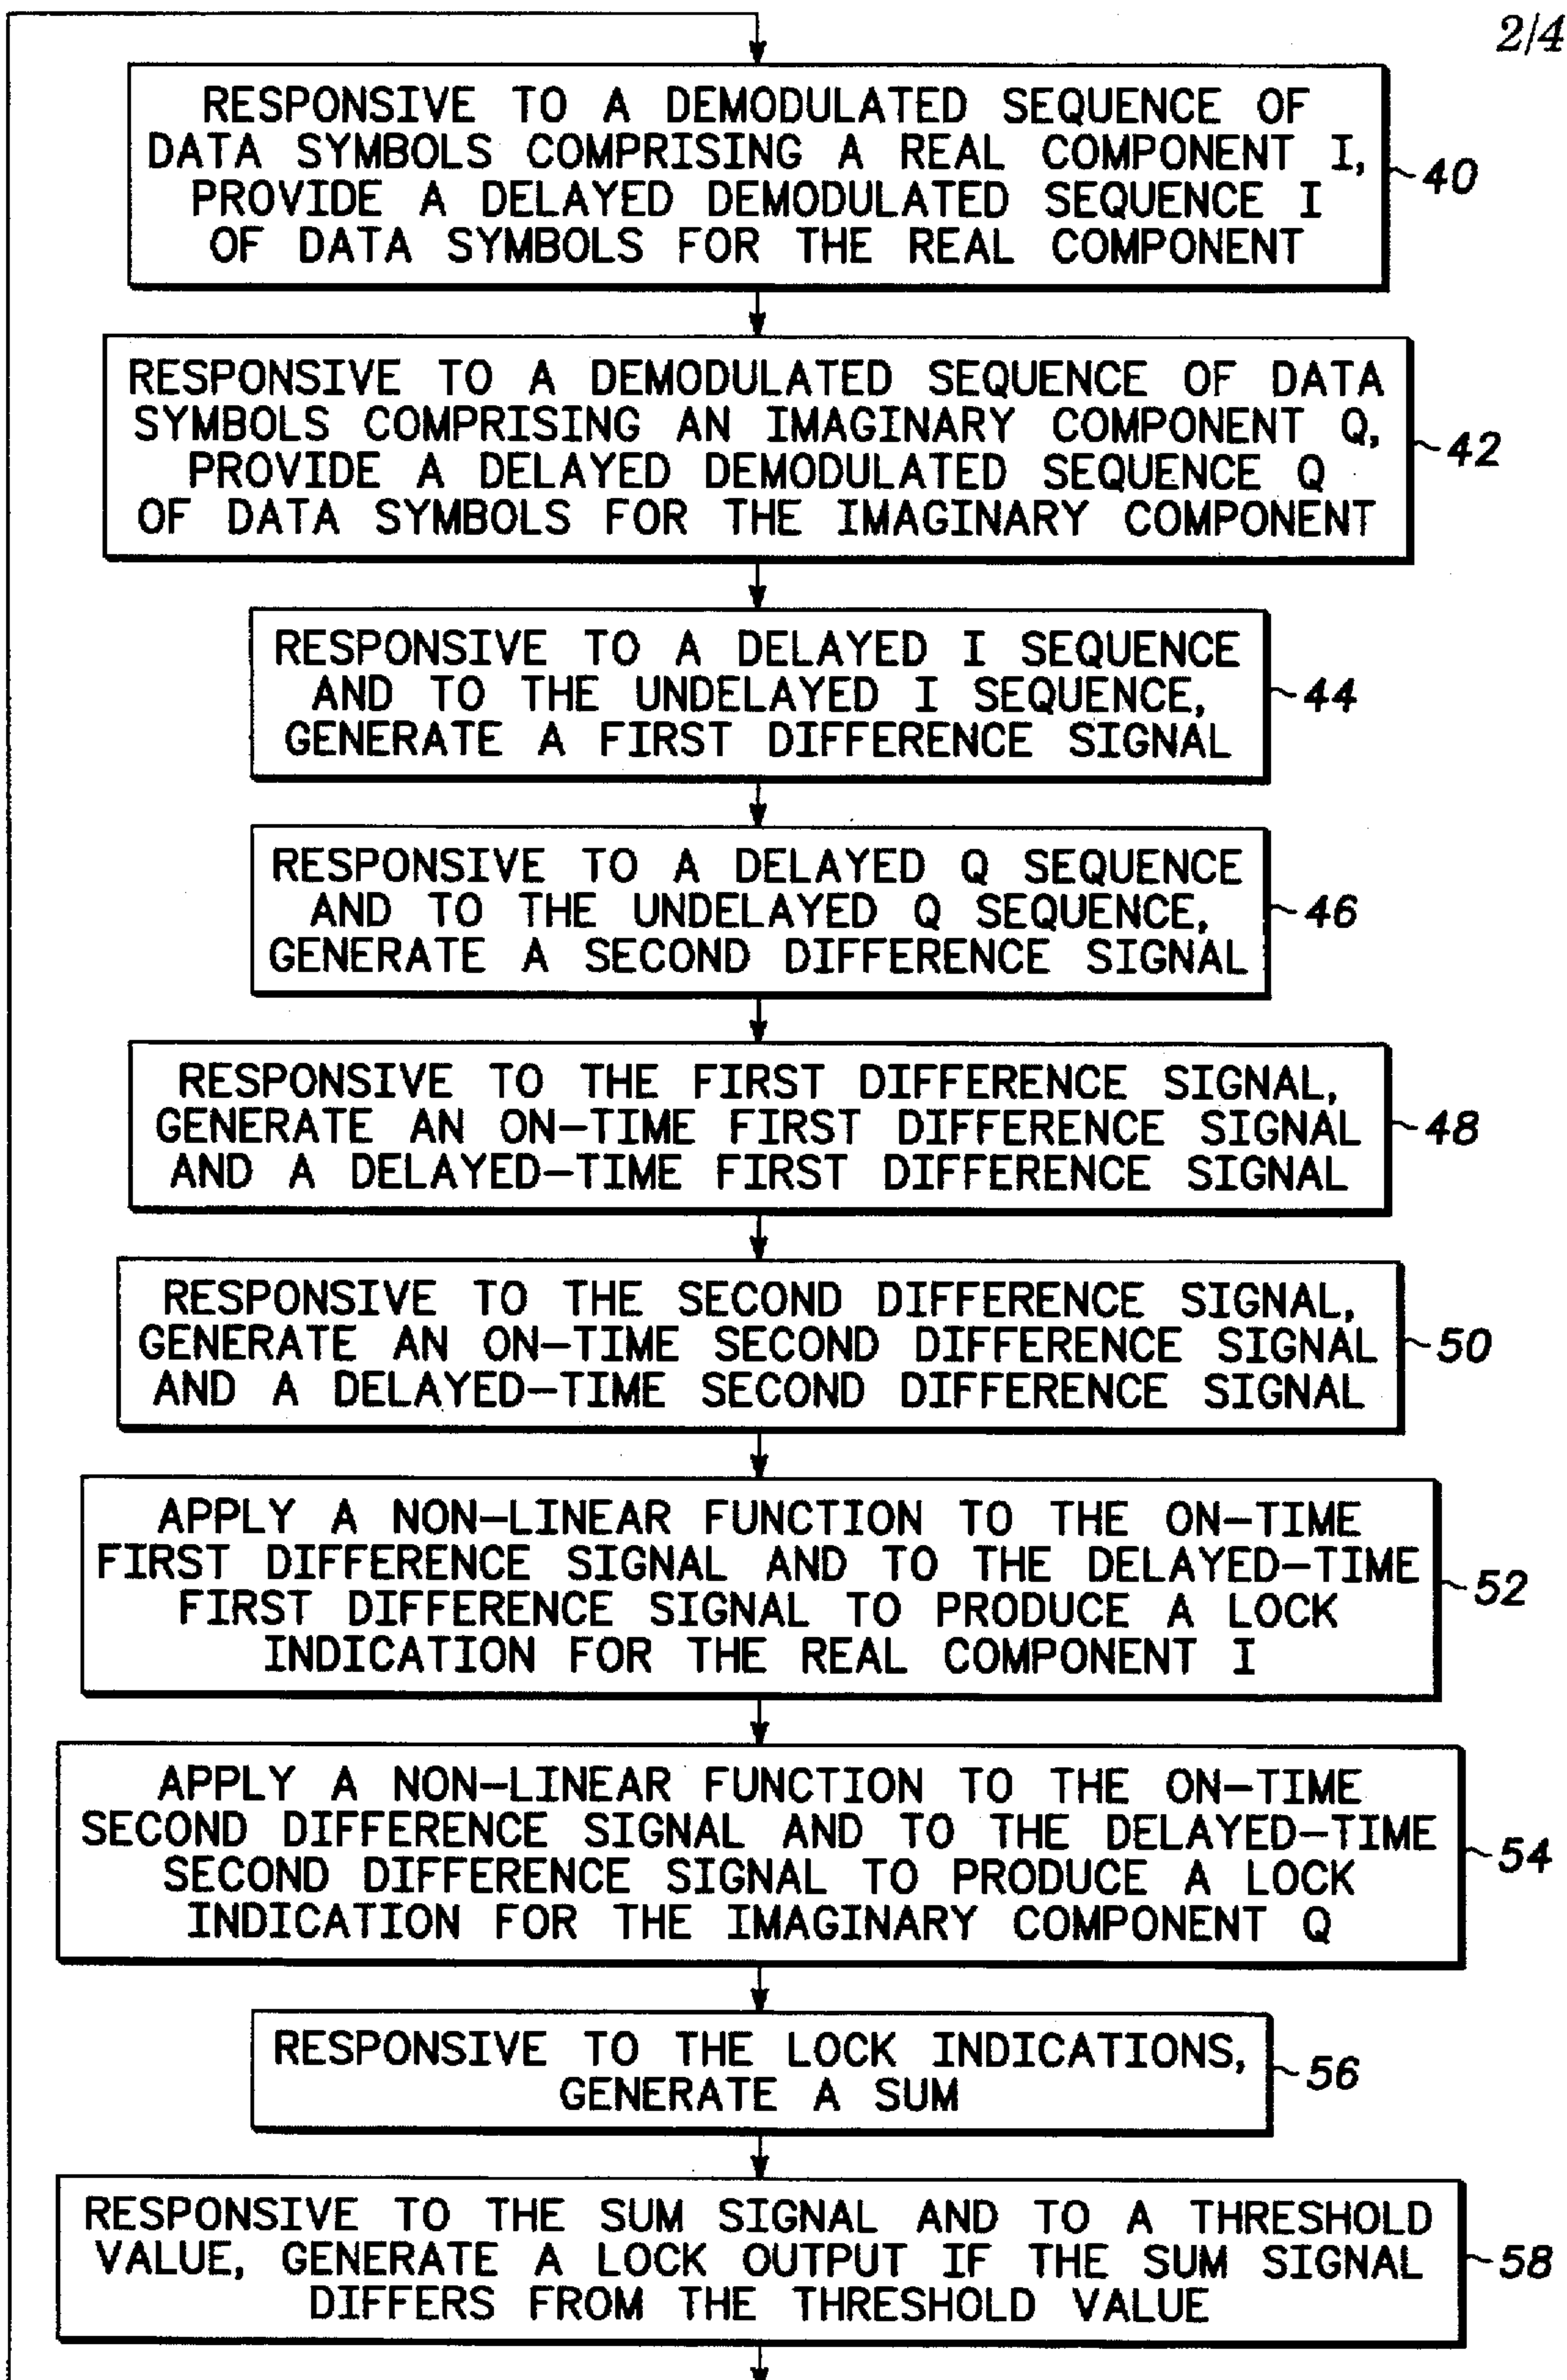 2/4
RESPONSIVE TO A DEMODULATED SEQUENCE OF
DATA SYMBOLS COMPRISING A REAL COMPONENT I,
PROVIDE A DELAYED DEMODULATED SEQUENCE I
OF DATA SYMBOLS FOR THE REAL COMPONENT
40
RESPONSIVE TO A DEMODULATED SEQUENCE OF DATA
SYMBOLS COMPRISING AN IMAGINARY COMPONENT Q,
PROVIDE A DELAYED DEMODULATED SEQUENCE Q
OF DATA SYMBOLS FOR THE IMAGINARY COMPONENT
42
RESPONSIVE TO A DELAYED I SEQUENCE
AND TO THE UNDELAYED I SEQUENCE,
GENERATE A FIRST DIFFERENCE SIGNAL
44
RESPONSIVE TO A DELAYED Q SEQUENCE
AND TO THE UNDELAYED Q SEQUENCE,
GENERATE A SECOND DIFFERENCE SIGNAL
46
RESPONSIVE TO THE FIRST DIFFERENCE SIGNAL,
GENERATE AN ON-TIME FIRST DIFFERENCE SIGNAL
AND A DELAYED-TIME FIRST DIFFERENCE SIGNAL
48
RESPONSIVE TO THE SECOND DIFFERENCE SIGNAL,
GENERATE AN ON-TIME SECOND DIFFERENCE SIGNAL
AND A DELAYED-TIME SECOND DIFFERENCE SIGNAL
50
APPLY A NON-LINEAR FUNCTION TO THE ON-TIME
FIRST DIFFERENCE SIGNAL AND TO THE DELAYED-TIME
FIRST DIFFERENCE SIGNAL TO PRODUCE A LOCK
INDICATION FOR THE REAL COMPONENT I
52
APPLY A NON-LINEAR FUNCTION TO THE ON-TIME
SECOND DIFFERENCE SIGNAL AND TO THE DELAYED-TIME
SECOND DIFFERENCE SIGNAL TO PRODUCE A LOCK
INDICATION FOR THE IMAGINARY COMPONENT Q
54
RESPONSIVE TO THE LOCK INDICATIONS,
GENERATE A SUM
56
RESPONSIVE TO THE SUM SIGNAL AND TO A THRESHOLD
VALUE, GENERATE A LOCK OUTPUT IF THE SUM SIGNAL
DIFFERS FROM THE THRESHOLD VALUE
58